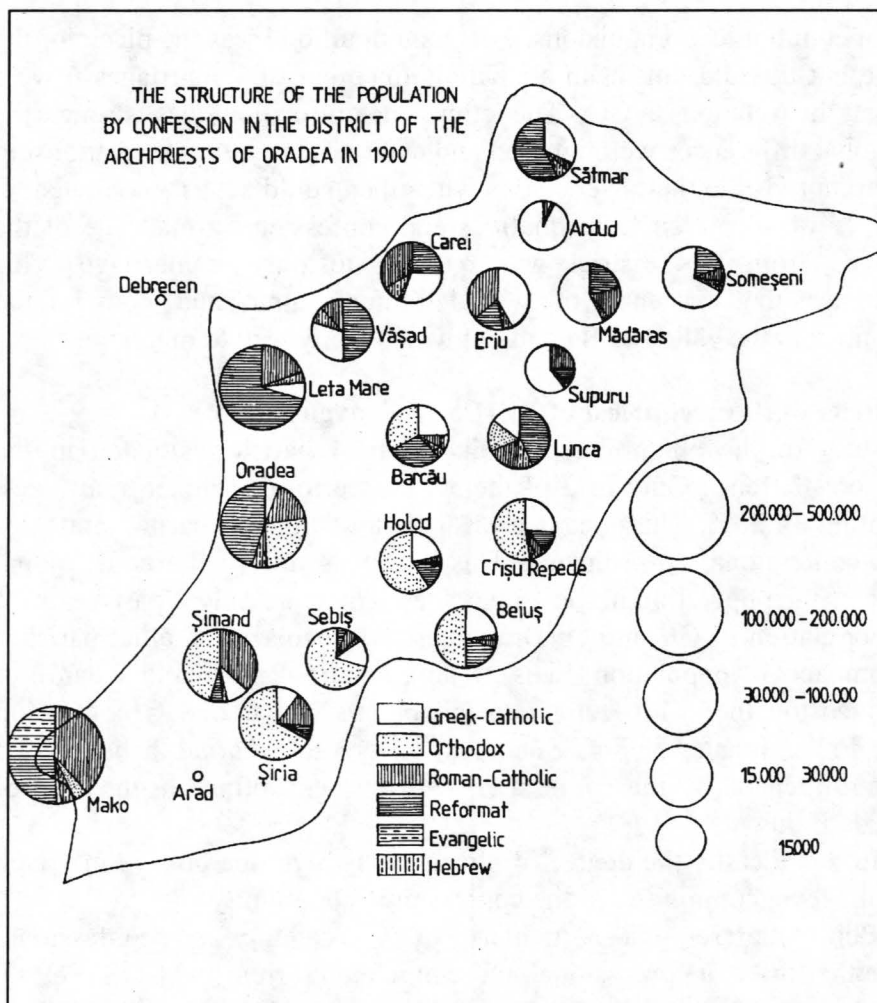 THE STRUCTURE OF THE POPULATION
BY CONFESSION IN THE DISTRICT OF THE
ARCHPRIESTS OF ORADEA IN 1900
Sătmar
Ardud
Carei
Someşeni
Debrecen
Eriu
Mădăras
Văşad
Supuru
Leta Mare
Barcău
Lunca
Oradea
200.000 – 500.000
Holod
Crişu Repede
Şimand
Sebiş
Beiuş
100.000 – 200.000
30.000 – 100.000
Greek-Catholic
Orthodox
Şiria
Arad
Roman-Catholic
15.000 30.000
Mako
Reformat
Evangelic
15.000
Hebrew